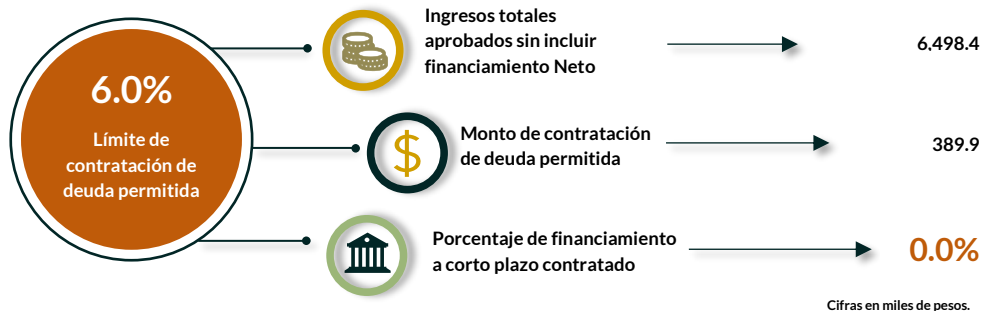 6.0%
Límite de
contratación de
deuda permitida
Ingresos totales
aprobados sin incluir
financiamiento Neto
6,498.4
$
Monto de contratación
de deuda permitida
389.9
Porcentaje de financiamiento
a corto plazo contratado
0.0%
Cifras en miles de pesos.